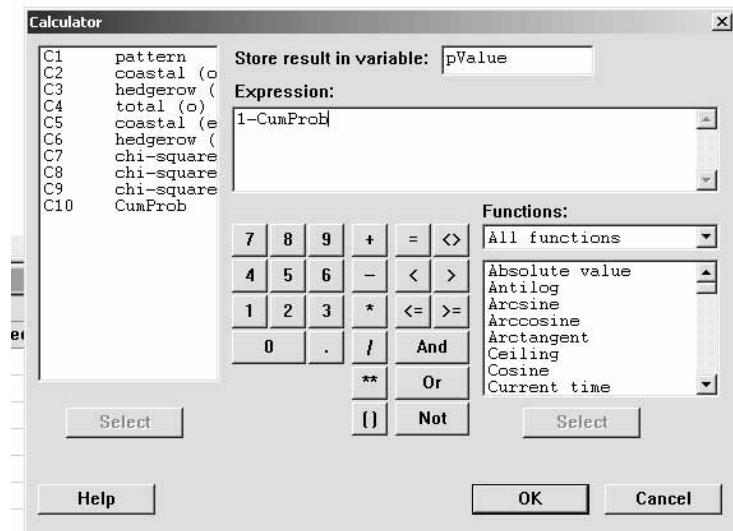 Calculator
C1 pattern
C2 coastal (o
C3 hedgerow (
C4 total (o)
C5 coastal (e
C6 hedgerow (
C7 chi-square
C8 chi-square
C9 chi-square
C10 CumProb
Select
Store result in variable: pValue
Expression:
1-CumProb
7 8 9 + = <>
4 5 6 − < >
1 2 3 * <= >=
0 . / And
** Or
() Not
Functions:
All functions
Absolute value
Antilog
Arcsine
Arccosine
Arctangent
Ceiling
Cosine
Current time
Select
Help
OK
Cancel